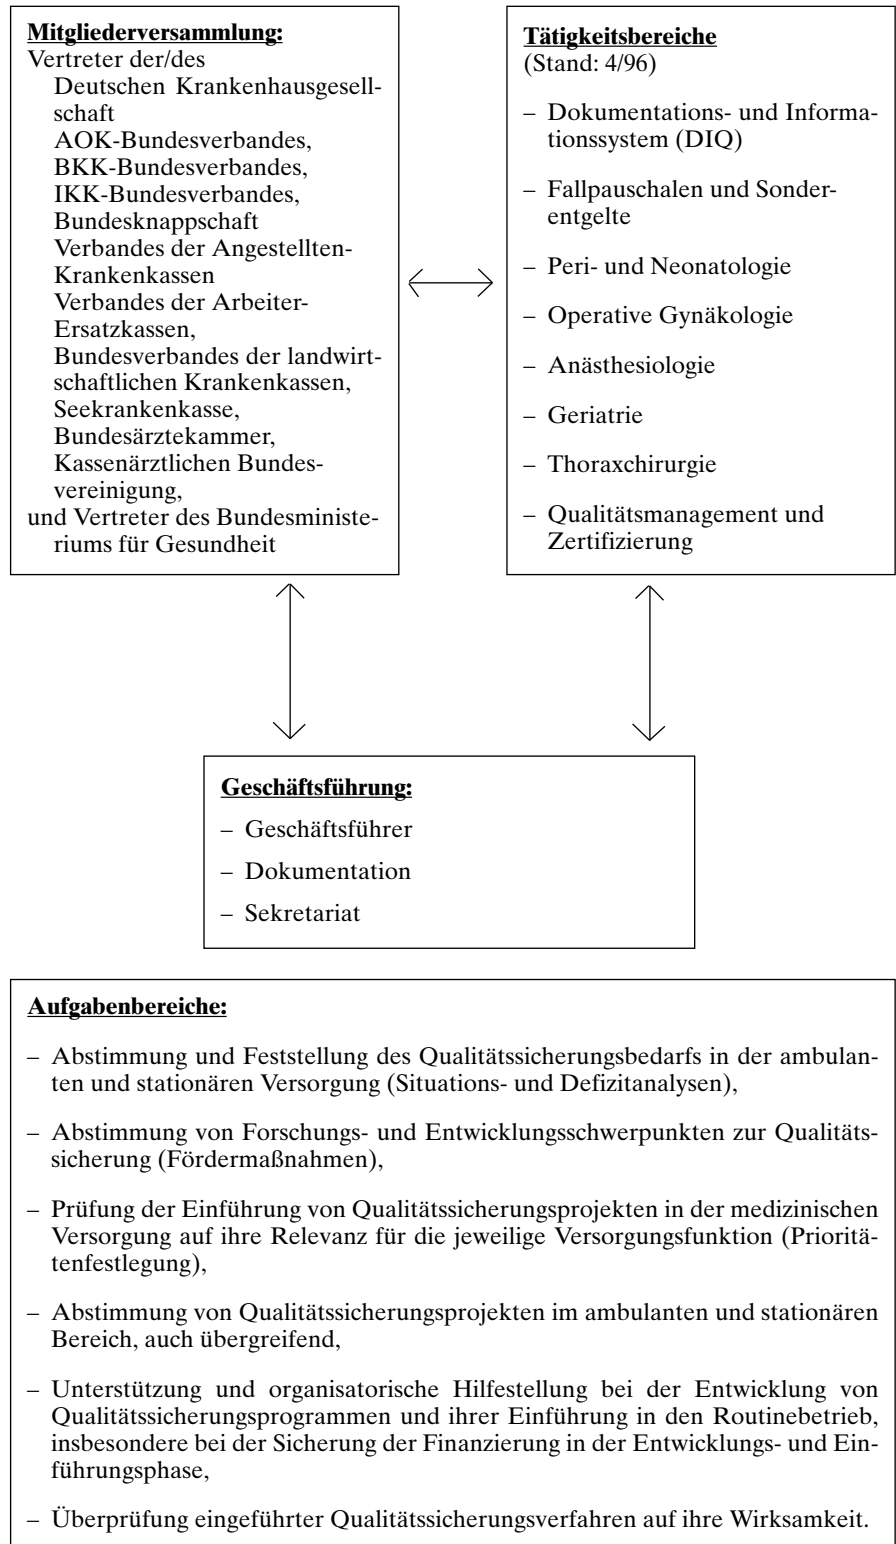 Mitgliederversammlung:
Vertreter der/des
Deutschen Krankenhausgesell-
schaft
AOK-Bundesverbandes,
BKK-Bundesverbandes,
IKK-Bundesverbandes,
Bundesknappschaft
Verbandes der Angestellten-
Krankenkassen
Verbandes der Arbeiter-
Ersatzkassen,
Bundesverbandes der landwirt-
schaftlichen Krankenkassen,
Seekrankenkasse,
Bundesärztekammer,
Kassenärztlichen Bundes-
vereinigung,
und Vertreter des Bundesministe-
riums für Gesundheit
Tätigkeitsbereiche
(Stand: 4/96)
– Dokumentations- und Informa-
tionssystem (DIQ)
– Fallpauschalen und Sonder-
entgelte
– Peri- und Neonatologie
– Operative Gynäkologie
– Anästhesiologie
– Geriatrie
– Thoraxchirurgie
– Qualitätsmanagement und
Zertifizierung
Geschäftsführung:
– Geschäftsführer
– Dokumentation
– Sekretariat
Aufgabenbereiche:
– Abstimmung und Feststellung des Qualitätssicherungsbedarfs in der ambulan-
ten und stationären Versorgung (Situations- und Defizitanalysen),
– Abstimmung von Forschungs- und Entwicklungsschwerpunkten zur Qualitäts-
sicherung (Fördermaßnahmen),
– Prüfung der Einführung von Qualitätssicherungsprojekten in der medizinischen
Versorgung auf ihre Relevanz für die jeweilige Versorgungsfunktion (Prioritä-
tenfestlegung),
– Abstimmung von Qualitätssicherungsprojekten im ambulanten und stationären
Bereich, auch übergreifend,
– Unterstützung und organisatorische Hilfestellung bei der Entwicklung von
Qualitätssicherungsprogrammen und ihrer Einführung in den Routinebetrieb,
insbesondere bei der Sicherung der Finanzierung in der Entwicklungs- und Ein-
führungsphase,
– Überprüfung eingeführter Qualitätssicherungsverfahren auf ihre Wirksamkeit.